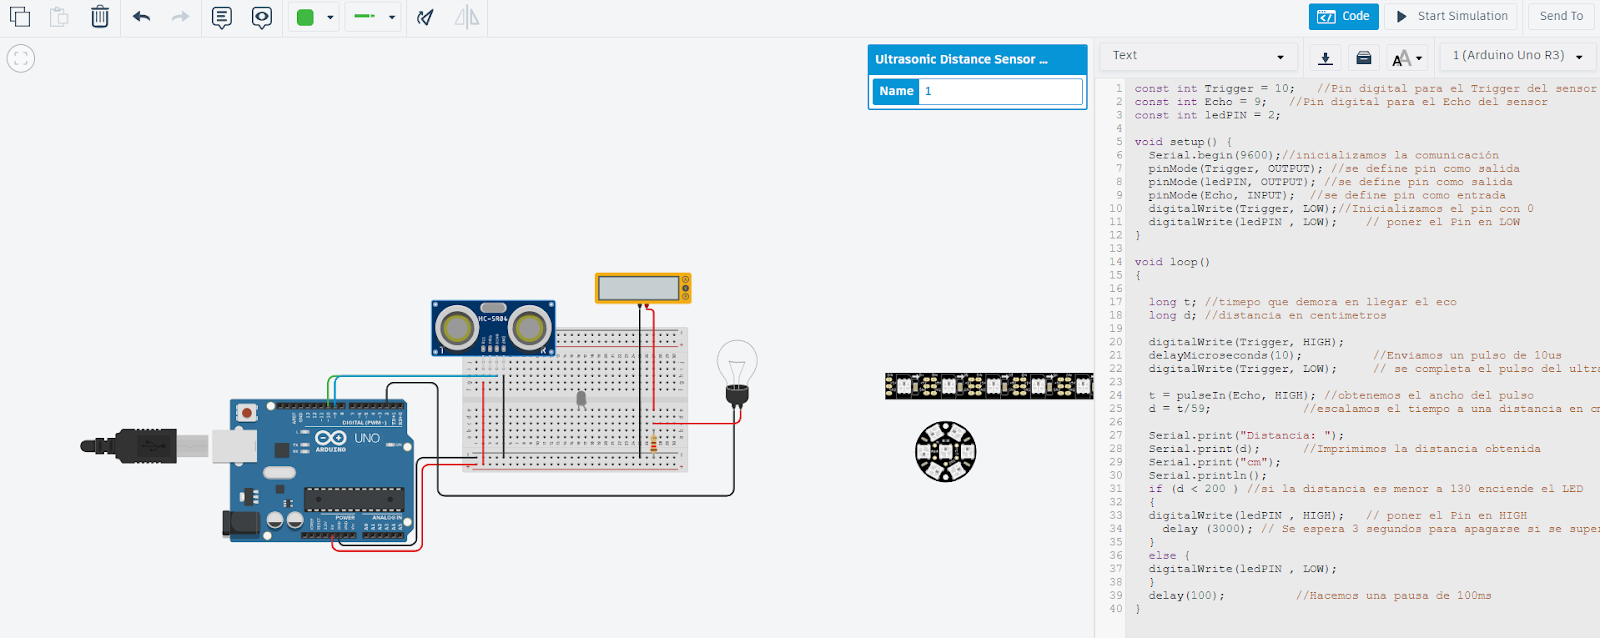 Code
Start Simulation
Send To
Ultrasonic Distance Sensor ...
Name 1
Text
1 (Arduino Uno R3)
1 const int Trigger = 10;   //Pin digital para el Trigger del sensor
2 const int Echo = 9;   //Pin digital para el Echo del sensor
3 const int ledPIN = 2;
4
5 void setup() {
6   Serial.begin(9600);//inicializamos la comunicación
7   pinMode(Trigger, OUTPUT); //se define pin como salida
8   pinMode(ledPIN, OUTPUT); //se define pin como salida
9   pinMode(Echo, INPUT);  //se define pin como entrada
10   digitalWrite(Trigger, LOW);//Inicializamos el pin con 0
11   digitalWrite(ledPIN , LOW);    // poner el Pin en LOW
12 }
13
14 void loop()
15 {
16
17   long t; //timepo que demora en llegar el eco
18   long d; //distancia en centimetros
19
20   digitalWrite(Trigger, HIGH);
21   delayMicroseconds(10);          //Enviamos un pulso de 10us
22   digitalWrite(Trigger, LOW);     // se completa el pulso del ultra
23
24   t = pulseIn(Echo, HIGH); //obtenemos el ancho del pulso
25   d = t/59;             //escalamos el tiempo a una distancia en cm
26
27   Serial.print("Distancia: ");
28   Serial.print(d);      //Imprimimos la distancia obtenida
29   Serial.print("cm");
30   Serial.println();
31   if (d < 200 ) //si la distancia es menor a 130 enciende el LED
32   {
33   digitalWrite(ledPIN , HIGH);   // poner el Pin en HIGH
34     delay (3000); // Se espera 3 segundos para apagarse si se super
35   }
36   else {
37   digitalWrite(ledPIN , LOW);
38   }
39   delay(100);          //Hacemos una pausa de 100ms
40 }
HC-SR04
DIGITAL (PWM~)
UNO
ARDUINO
POWER
ANALOG IN